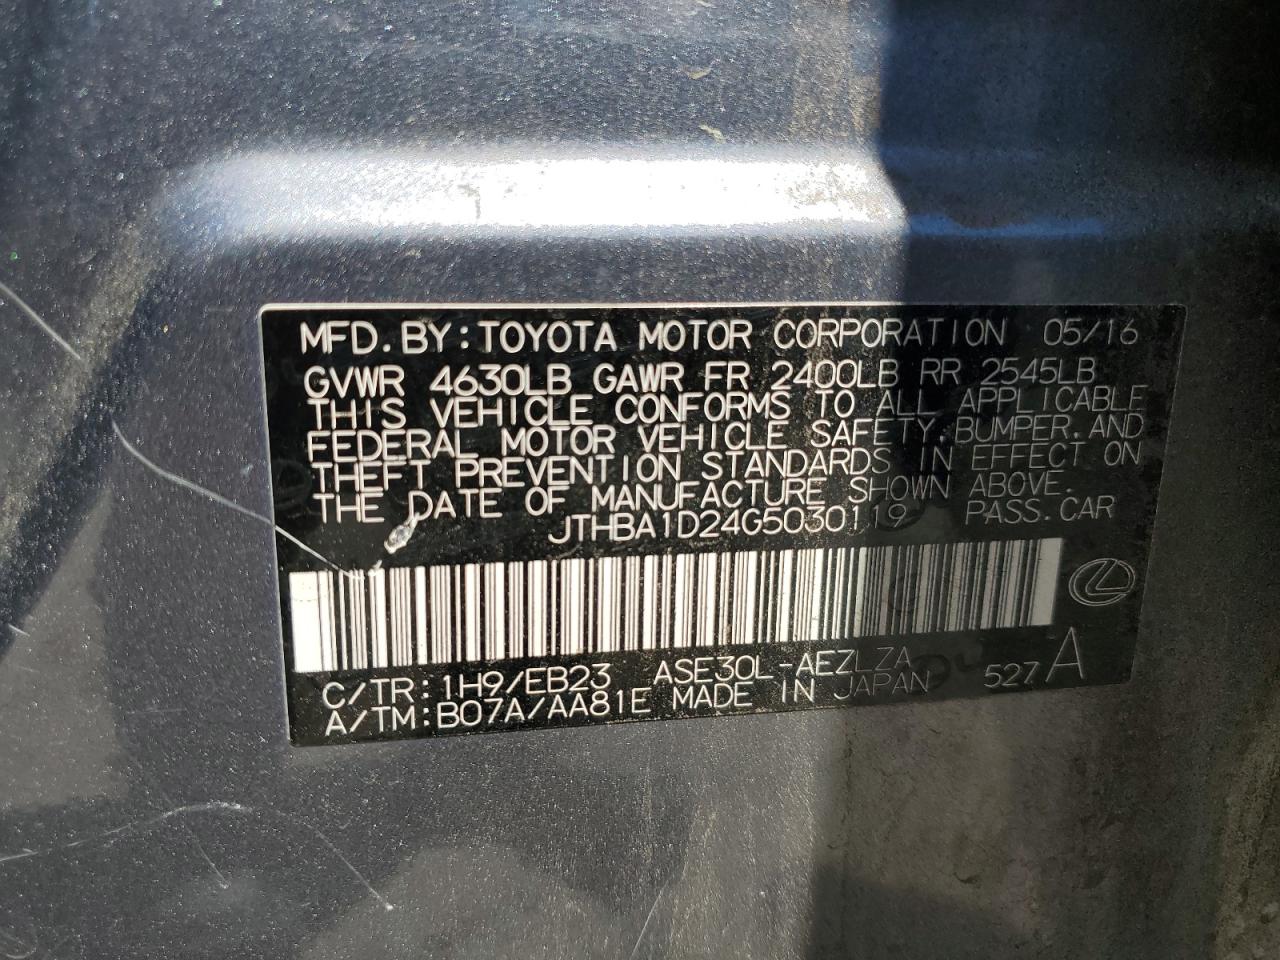 MFD. BY: TOYOTA MOTOR CORPORATION 05/16
GVWR 4630LB GAWR FR 2400LB RR 2545LB
THIS VEHICLE CONFORMS TO ALL APPLICABLE
FEDERAL MOTOR VEHICLE SAFETY, BUMPER, AND
THEFT PREVENTION STANDARDS IN EFFECT ON
THE DATE OF MANUFACTURE SHOWN ABOVE.
JTHBA1D24G5030119 PASS. CAR
C/TR: 1H9/EB23 ASE30L-AEZLZA
A/TM: B07A/AA81E MADE IN JAPAN 527A